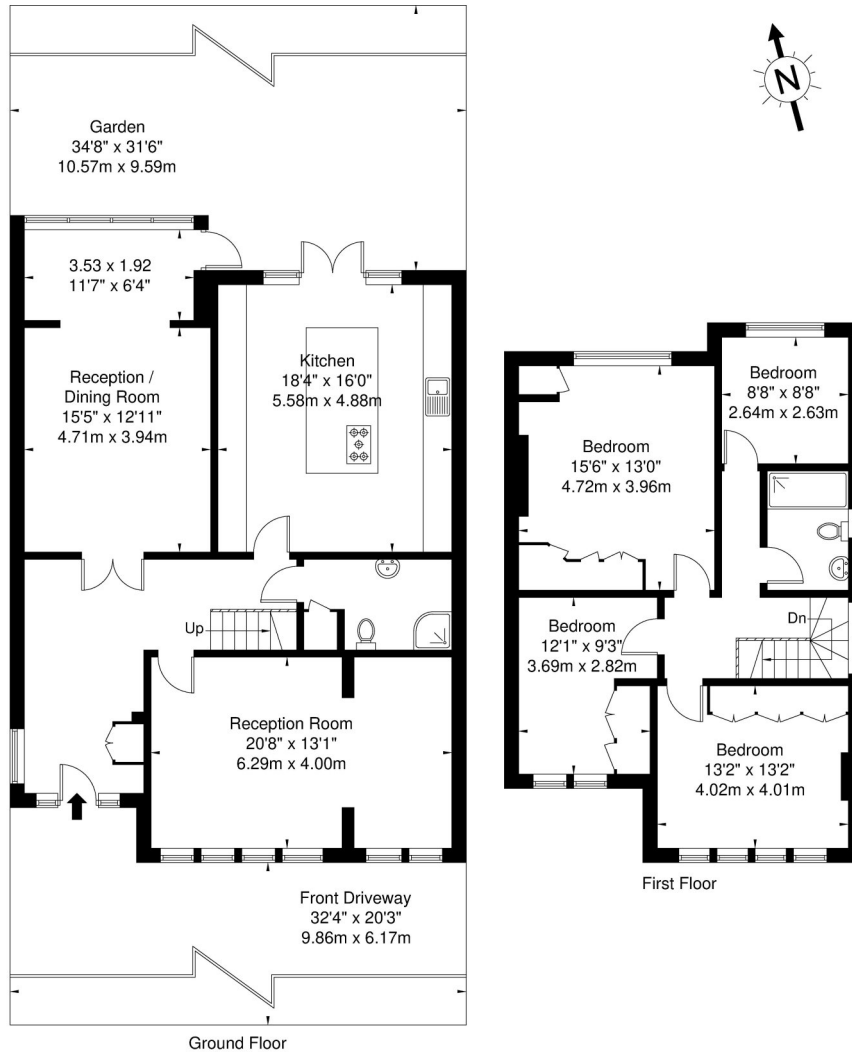 N
Garden
34'8" x 31'6"
10.57m x 9.59m
3.53 x 1.92
11'7" x 6'4"
Reception /
Dining Room
15'5" x 12'11"
4.71m x 3.94m
Kitchen
18'4" x 16'0"
5.58m x 4.88m
Up
Reception Room
20'8" x 13'1"
6.29m x 4.00m
Front Driveway
32'4" x 20'3"
9.86m x 6.17m
Ground Floor
Bedroom
8'8" x 8'8"
2.64m x 2.63m
Bedroom
15'6" x 13'0"
4.72m x 3.96m
Dn
Bedroom
12'1" x 9'3"
3.69m x 2.82m
Bedroom
13'2" x 13'2"
4.02m x 4.01m
First Floor